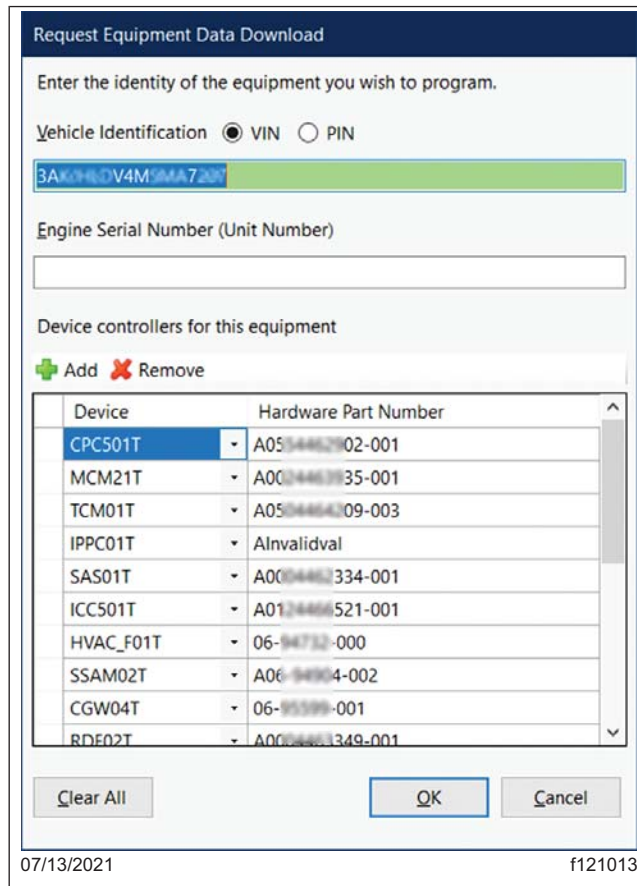 Request Equipment Data Download
Enter the identity of the equipment you wish to program.
Vehicle Identification VIN PIN
Engine Serial Number (Unit Number)
Device controllers for this equipment
Add Remove
Device Hardware Part Number
CPC501T
MCM21T
TCM01T
IPPC01T AInvalidval
SAS01T
ICC501T
HVAC_F01T
SSAM02T
CGW04T
RDF02T
Clear All OK Cancel
07/13/2021 f121013